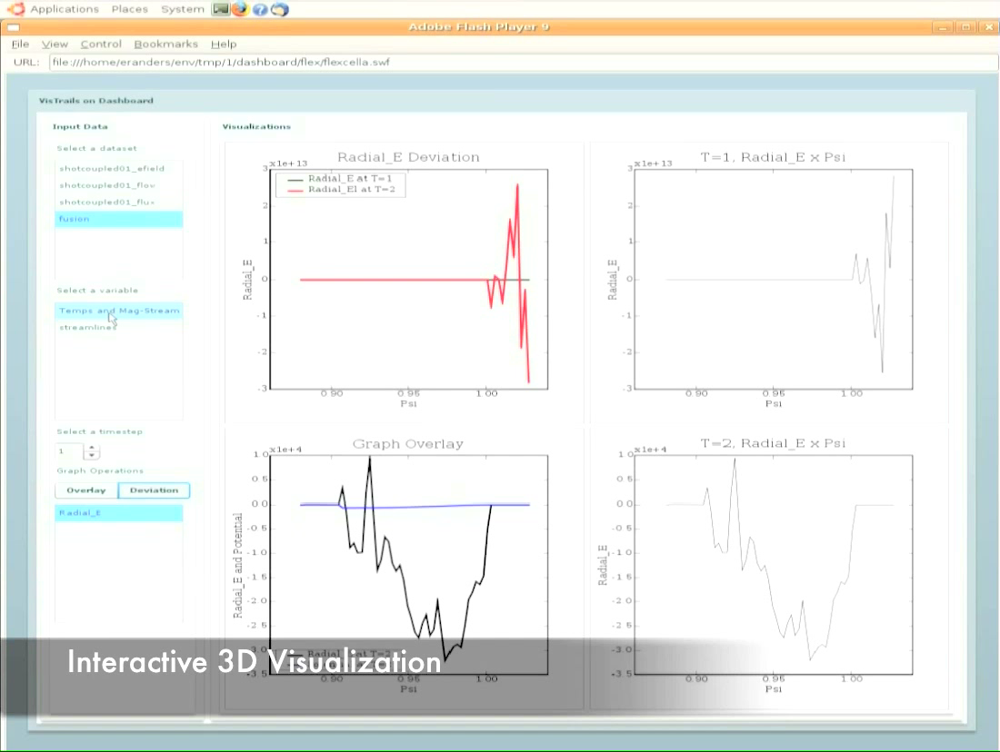 Applications Places System
Adobe Flash Player 9
File View Control Bookmarks Help
URL: file:///home/eranders/env/tmp/1/dashboard/flex/flexcella.swf
VisTrails on Dashboard
Input Data
Select a dataset
shotcoupled01_efield
shotcoupled01_flow
shotcoupled01_flux
fusion
Select a variable
Temps and Mag-Stream
streamlines
Select a timestep
1
Graph Operations
Overlay Deviation
Radial_E
Visualizations
Radial_E Deviation
x1e+13
Radial_E at T=1
Radial_El at T=2
3
2
1
0
-1
-2
-3
Radial_E
0.90 0.95 1.00
Psi
T=1, Radial_E x Psi
x1e+13
3
2
1
0
-1
-2
-3
Radial_E
0.90 0.95 1.00
Psi
Graph Overlay
x1e+4
1 0
0 5
0 0
-0 5
-1 0
-1 5
-2 0
-2 5
-3 0
-3 5
Radial_E and Potential
Radial_E at T=2
0.90 0.95 1.00
Psi
T=2, Radial_E x Psi
x1e+4
1 0
0 5
0 0
-0 5
-1 0
-1 5
-2 0
-2 5
-3 0
-3 5
Radial_E
0.90 0.95 1.00
Psi
Interactive 3D Visualization